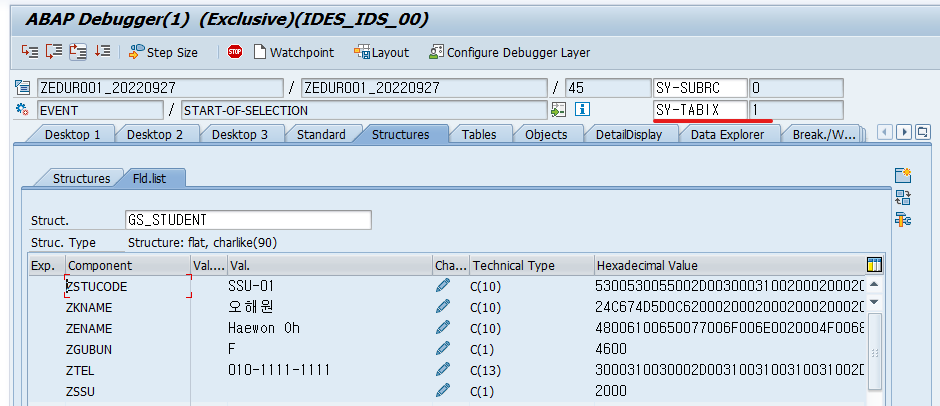 ABAP Debugger(1) (Exclusive)(IDES_IDS_00)
Step Size STOP Watchpoint Layout Configure Debugger Layer
ZEDUR001_20220927 / ZEDUR001_20220927 / 45 SY-SUBRC 0
EVENT / START-OF-SELECTION SY-TABIX 1
Desktop 1 Desktop 2 Desktop 3 Standard Structures Tables Objects DetailDisplay Data Explorer Break./W...
Structures Fld.list
Struct. GS_STUDENT
Struc. Type Structure: flat, charlike(90)
Exp. Component Val.... Val. Cha... Technical Type Hexadecimal Value
ZSTUCODE SSU-01 C(10) 5300530055002D00300031002000200020
ZKNAME 오해원 C(10) 24C674D5D0C62000200020002000200020
ZENAME Haewon Oh C(10) 48006100650077006F006E0020004F0068
ZGUBUN F C(1) 4600
ZTEL 010-1111-1111 C(13) 3000310030002D0031003100310031002D
ZSSU C(1) 2000